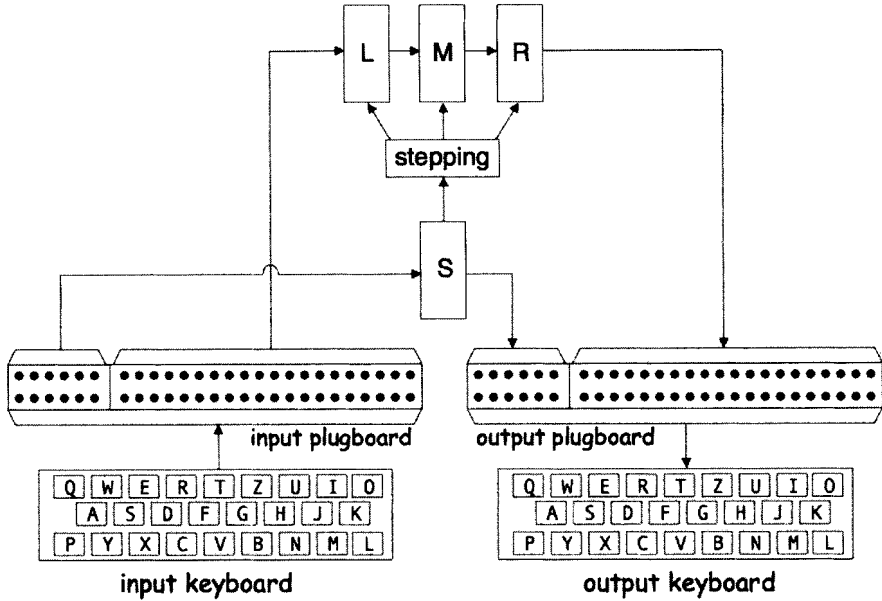 L M R
stepping
S
input plugboard output plugboard
Q W E R T Z U I O Q W E R T Z U I O
A S D F G H J K A S D F G H J K
P Y X C V B N M L P Y X C V B N M L
input keyboard output keyboard